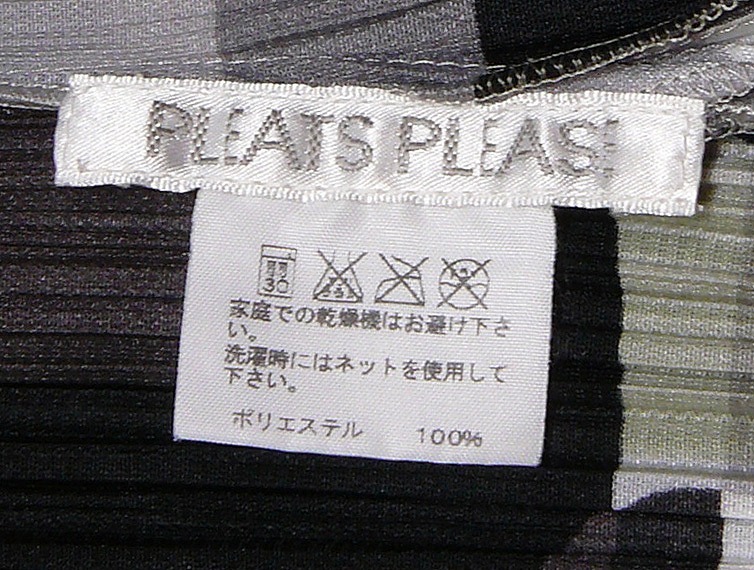 PLEATS PLEASE
30
家庭での乾燥機はお避け下さ
い。
洗濯時にはネットを使用して
下さい。
ポリエステル 100%